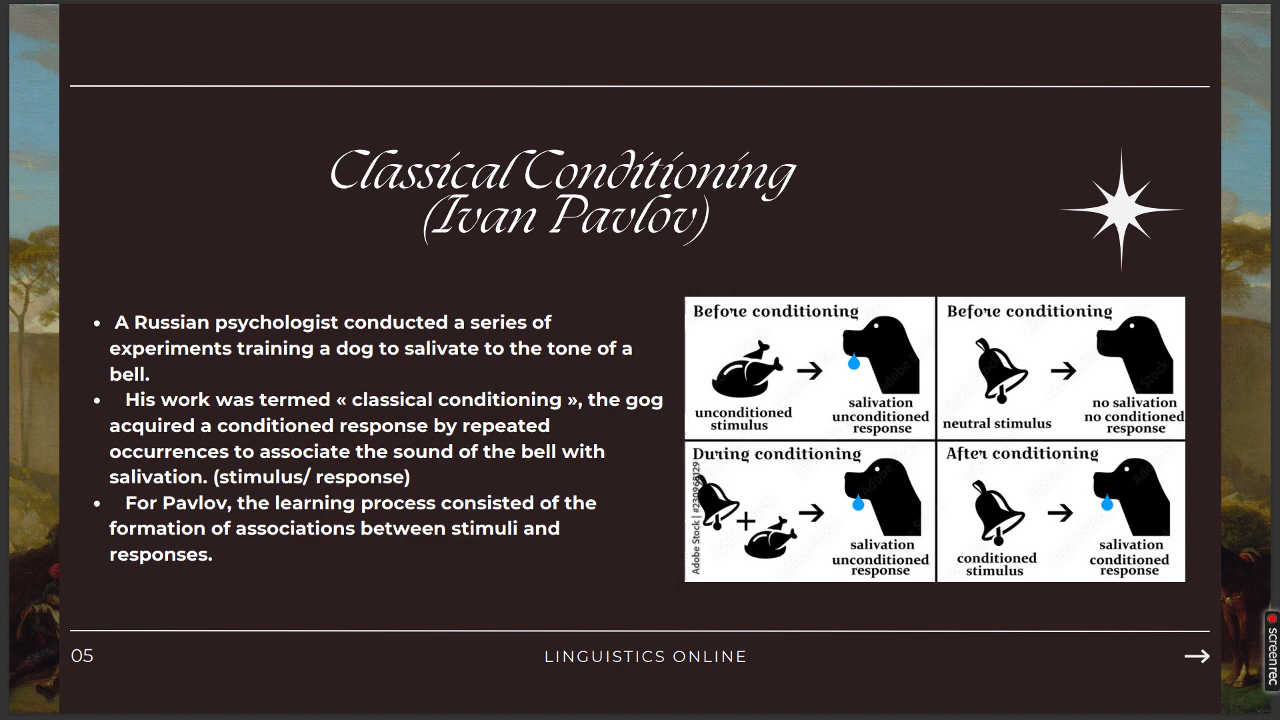 Classical Conditioning
(Ivan Pavlov)
• A Russian psychologist conducted a series of
experiments training a dog to salivate to the tone of a
bell.
• His work was termed « classical conditioning », the gog
acquired a conditioned response by repeated
occurrences to associate the sound of the bell with
salivation. (stimulus/ response)
• For Pavlov, the learning process consisted of the
formation of associations between stimuli and
responses.
Before conditioning
unconditioned
stimulus
salivation
unconditioned
response
Before conditioning
neutral stimulus
no salivation
no conditioned
response
During conditioning
+
salivation
unconditioned
response
After conditioning
conditioned
stimulus
salivation
conditioned
response
05
LINGUISTICS ONLINE
screenrec